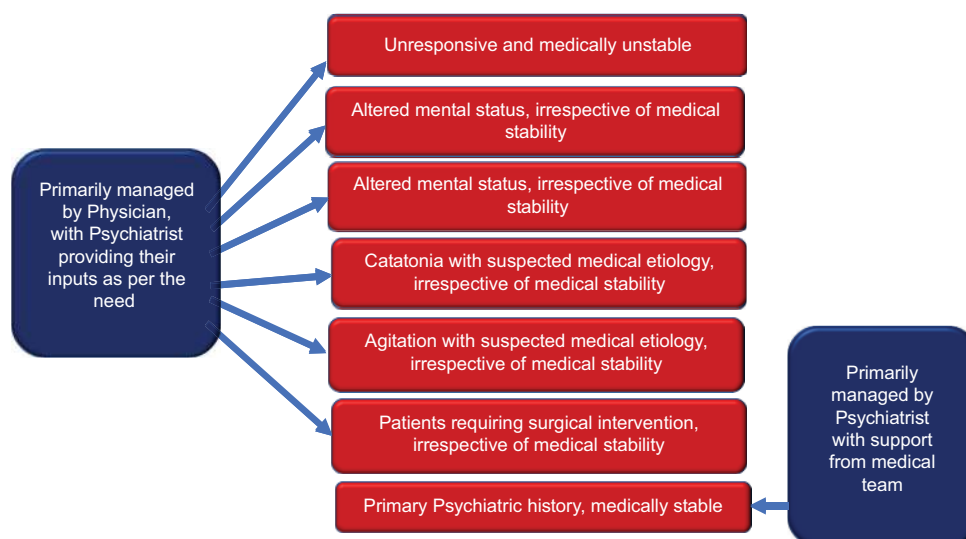 Primarily managed
by Physician,
with Psychiatrist
providing their
inputs as per the
need
Unresponsive and medically unstable
Altered mental status, irrespective of medical
stability
Altered mental status, irrespective of medical
stability
Catatonia with suspected medical etiology,
irrespective of medical stability
Agitation with suspected medical etiology,
irrespective of medical stability
Patients requiring surgical intervention,
irrespective of medical stability
Primary Psychiatric history, medically stable
Primarily
managed by
Psychiatrist
with support
from medical
team